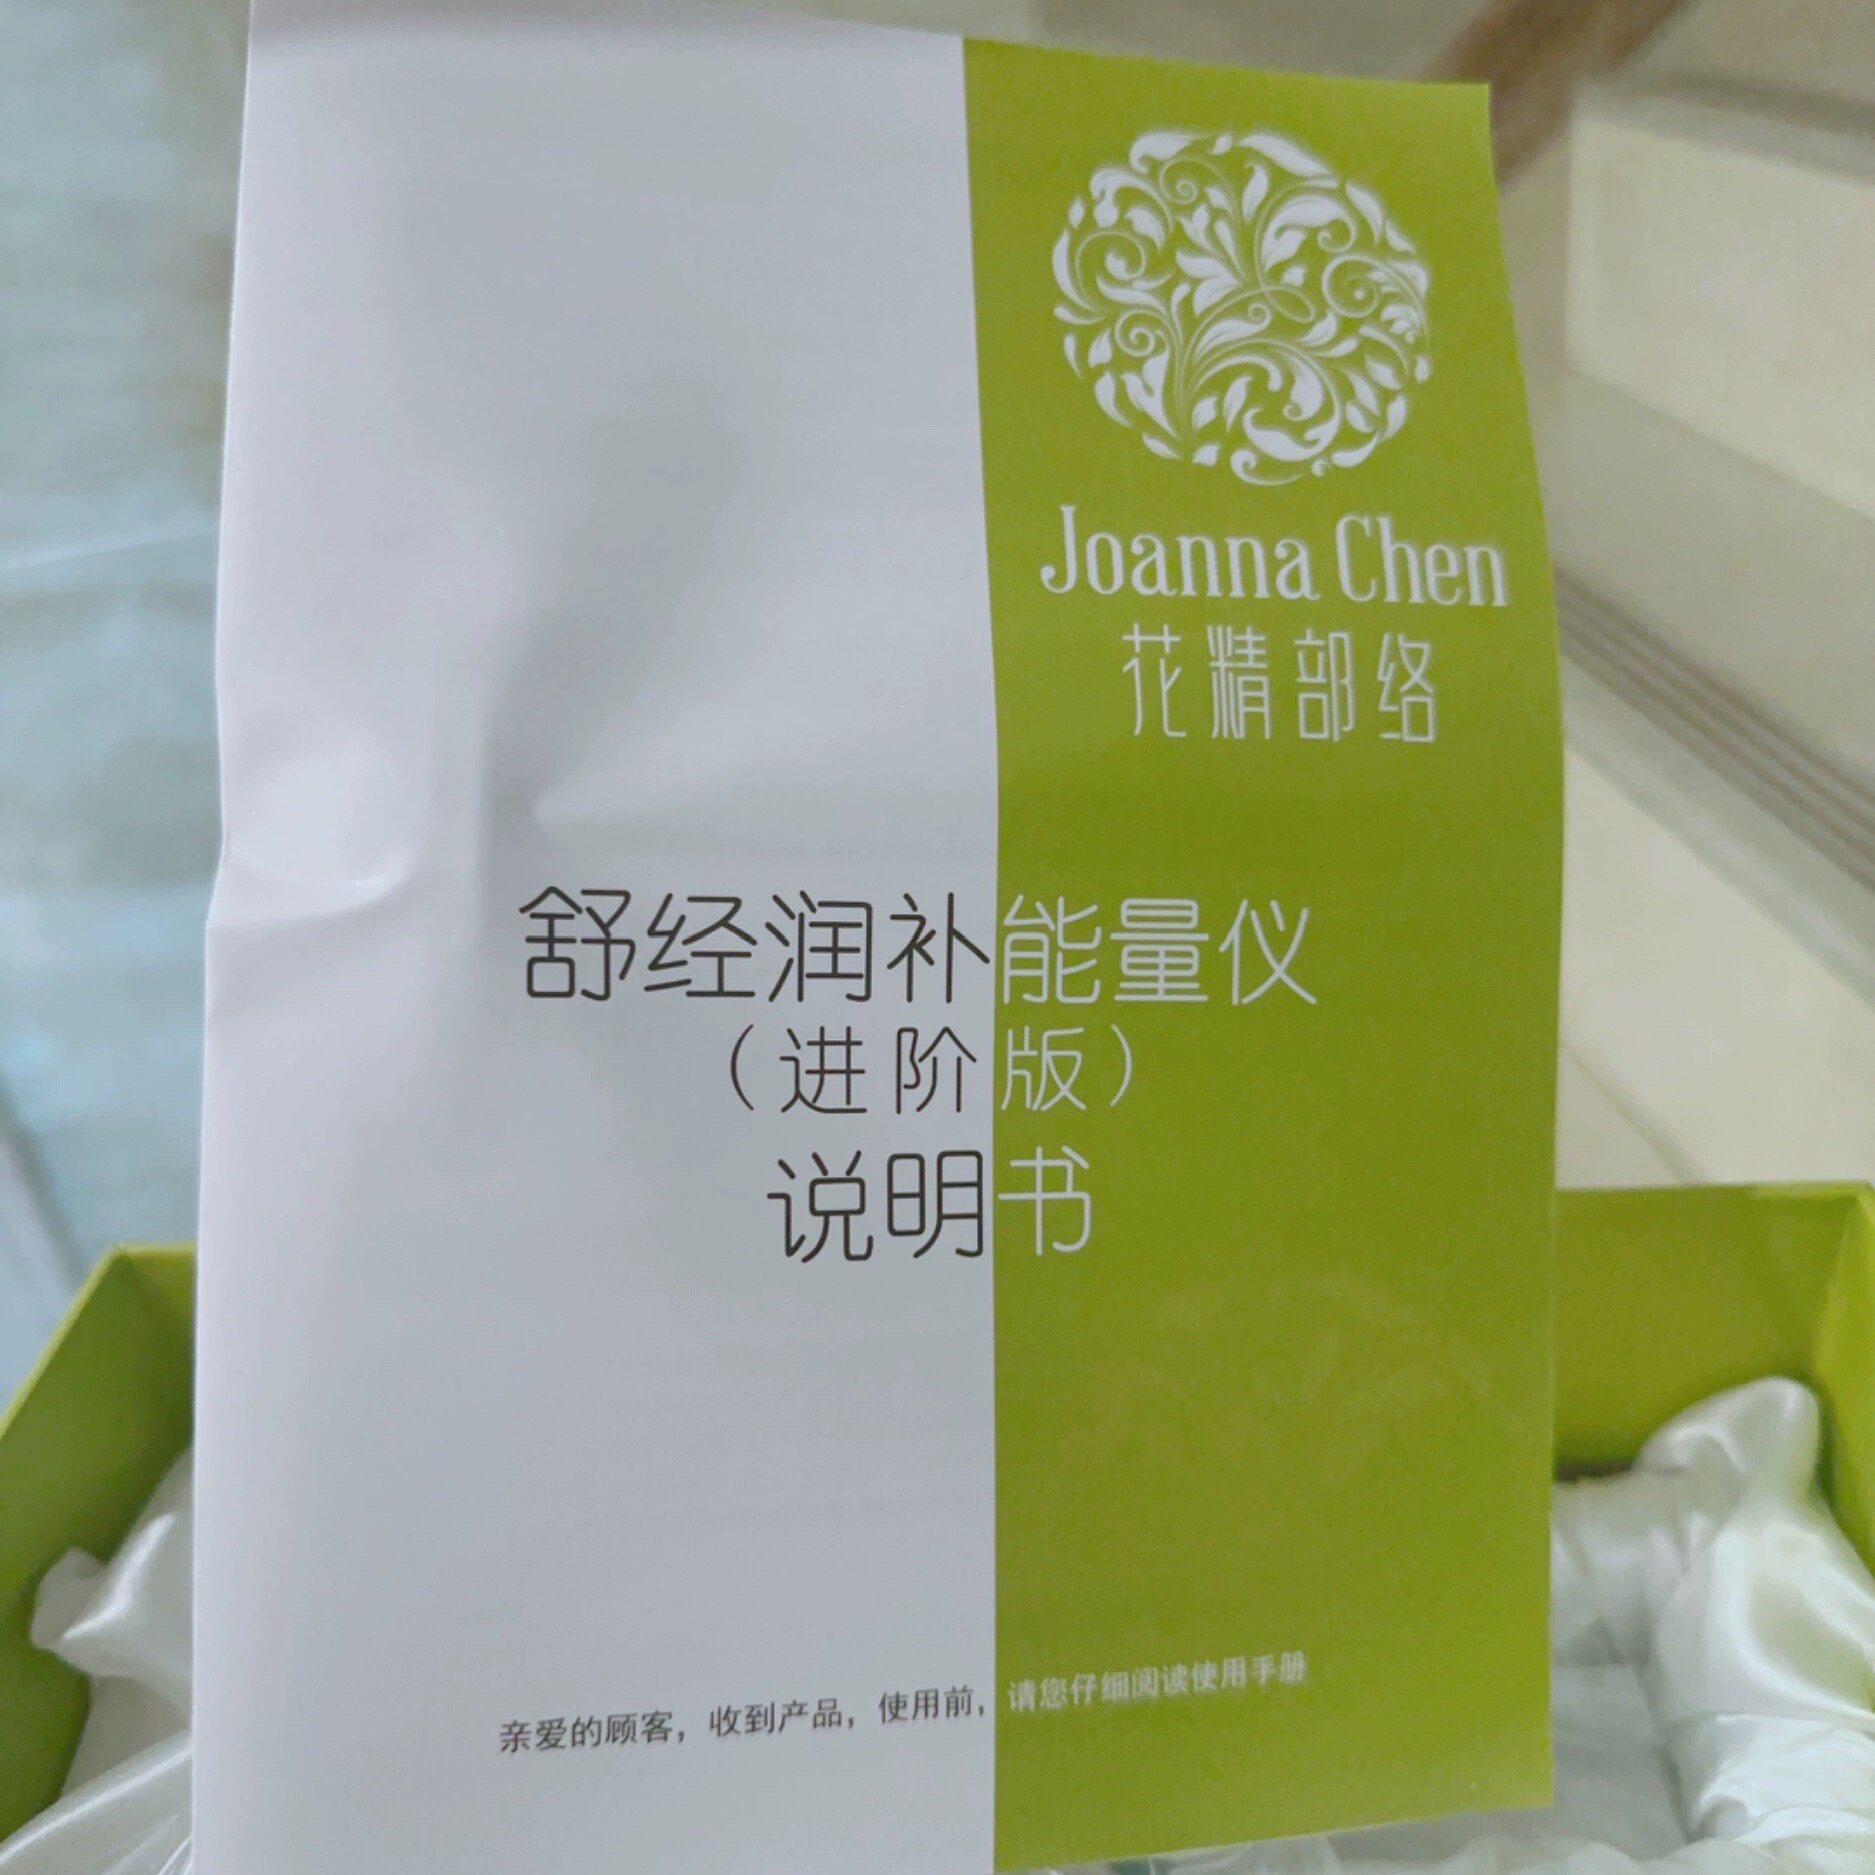 Joanna Chen
花精部络
舒经润补能量仪
（进阶版）
说明书
亲爱的顾客，收到产品，使用前，请您仔细阅读使用手册